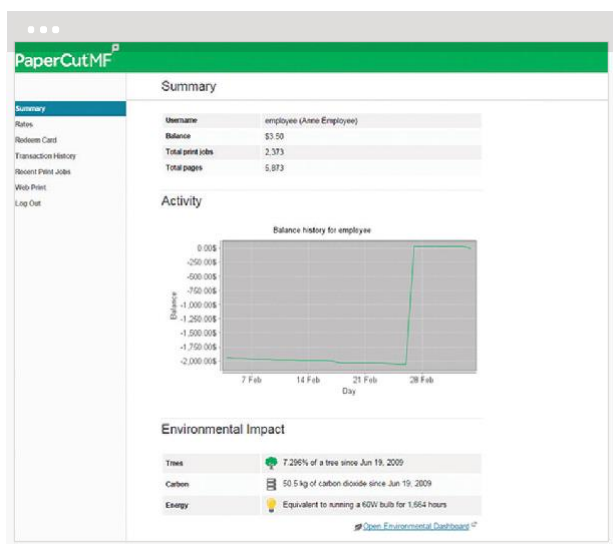 PaperCutMF
Summary
Summary
Rates
Redeem Card
Transaction History
Recent Print Jobs
Web Print
Log Out
Username employee (Anne Employee)
Balance $3.50
Total print jobs 2,373
Total pages 5,873
Activity
Balance history for employee
0.00$
-250.00$
-500.00$
-750.00$
-1,000.00$
-1,250.00$
-1,500.00$
-1,750.00$
-2,000.00$
Balance
7 Feb 14 Feb 21 Feb 28 Feb
Day
Environmental Impact
Trees 7.296% of a tree since Jun 19, 2009
Carbon 50.5 kg of carbon dioxide since Jun 19, 2009
Energy Equivalent to running a 60W bulb for 1,664 hours
Open Environmental Dashboard